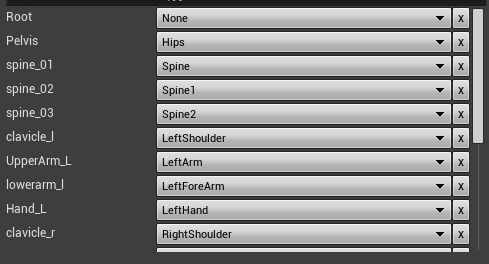 Root None x
Pelvis Hips x
spine_01 Spine x
spine_02 Spine1 x
spine_03 Spine2 x
clavicle_l LeftShoulder x
UpperArm_L LeftArm x
lowerarm_l LeftForeArm x
Hand_L LeftHand x
clavicle_r RightShoulder x